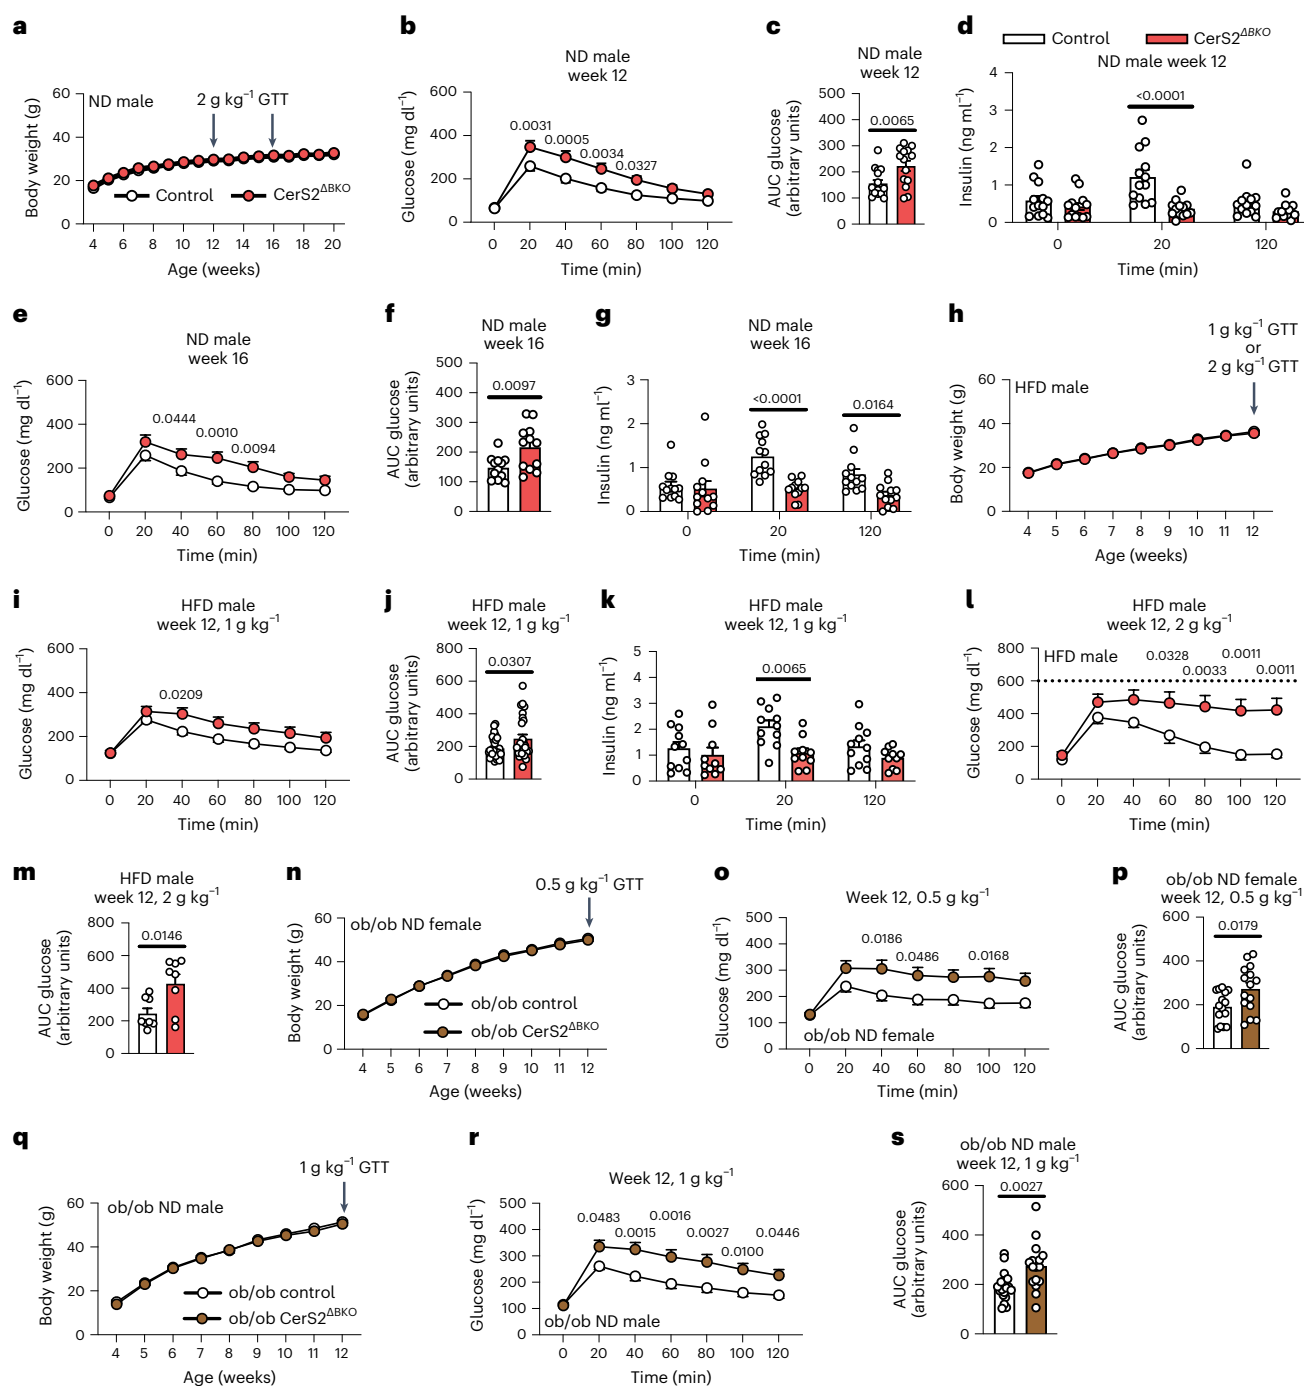 a
ND male
2 g kg⁻¹ GTT
Body weight (g)
60
40
20
0
Control
CerS2ΔBKO
4 6 8 10 12 14 16 18 20
Age (weeks)
b
ND male
week 12
Glucose (mg dl⁻¹)
600
400
200
0
0.0031
0.0005
0.0034
0.0327
0 20 40 60 80 100 120
Time (min)
c
ND male
week 12
AUC glucose
(arbitrary units)
500
400
300
200
100
0
0.0065
d
Control
CerS2ΔBKO
ND male week 12
Insulin (ng ml⁻¹)
4
3
2
1
0
<0.0001
0 20 120
Time (min)
e
ND male
week 16
Glucose (mg dl⁻¹)
600
400
200
0
0.0444
0.0010
0.0094
0 20 40 60 80 100 120
Time (min)
f
ND male
week 16
AUC glucose
(arbitrary units)
500
400
300
200
100
0
0.0097
g
ND male
week 16
Insulin (ng ml⁻¹)
3
2
1
0
<0.0001
0.0164
0 20 120
Time (min)
h
1 g kg⁻¹ GTT
or
2 g kg⁻¹ GTT
HFD male
Body weight (g)
60
40
20
0
4 5 6 7 8 9 10 11 12
Age (weeks)
i
HFD male
week 12, 1 g kg⁻¹
Glucose (mg dl⁻¹)
600
400
200
0
0.0209
0 20 40 60 80 100 120
Time (min)
j
HFD male
week 12, 1 g kg⁻¹
AUC glucose
(arbitrary units)
800
600
400
200
0
0.0307
k
HFD male
week 12, 1 g kg⁻¹
Insulin (ng ml⁻¹)
5
4
3
2
1
0
0.0065
0 20 120
Time (min)
l
HFD male
week 12, 2 g kg⁻¹
HFD male
Glucose (mg dl⁻¹)
800
600
400
200
0
0.0328
0.0033
0.0011
0.0011
0 20 40 60 80 100 120
Time (min)
m
HFD male
week 12, 2 g kg⁻¹
AUC glucose
(arbitrary units)
800
600
400
200
0
0.0146
n
0.5 g kg⁻¹ GTT
ob/ob ND female
Body weight (g)
60
40
20
0
ob/ob control
ob/ob CerS2ΔBKO
4 5 6 7 8 9 10 11 12
Age (weeks)
o
Week 12, 0.5 g kg⁻¹
Glucose (mg dl⁻¹)
500
400
300
200
100
0
0.0186
0.0486
0.0168
ob/ob ND female
0 20 40 60 80 100 120
Time (min)
p
ob/ob ND female
week 12, 0.5 g kg⁻¹
AUC glucose
(arbitrary units)
600
400
200
0
0.0179
q
1 g kg⁻¹ GTT
ob/ob ND male
Body weight (g)
60
40
20
0
ob/ob control
ob/ob CerS2ΔBKO
4 5 6 7 8 9 10 11 12
Age (weeks)
r
Week 12, 1 g kg⁻¹
Glucose (mg dl⁻¹)
500
400
300
200
100
0
0.0483
0.0015
0.0016
0.0027
0.0100
0.0446
ob/ob ND male
0 20 40 60 80 100 120
Time (min)
s
ob/ob ND male
week 12, 1 g kg⁻¹
AUC glucose
(arbitrary units)
600
400
200
0
0.0027